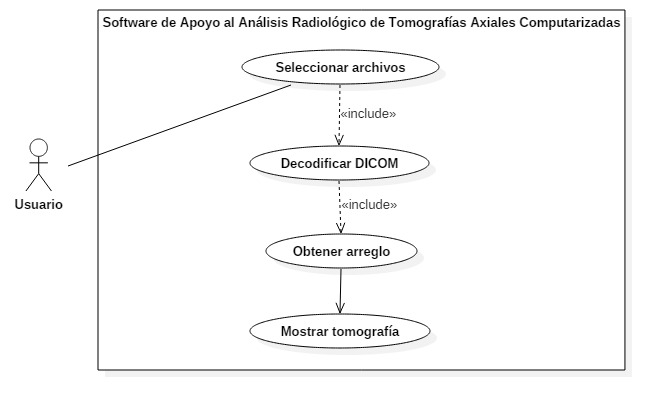 Software de Apoyo al Análisis Radiológico de Tomografías Axiales Computarizadas
Seleccionar archivos
«include»
Decodificar DICOM
Usuario
«include»
Obtener arreglo
Mostrar tomografía